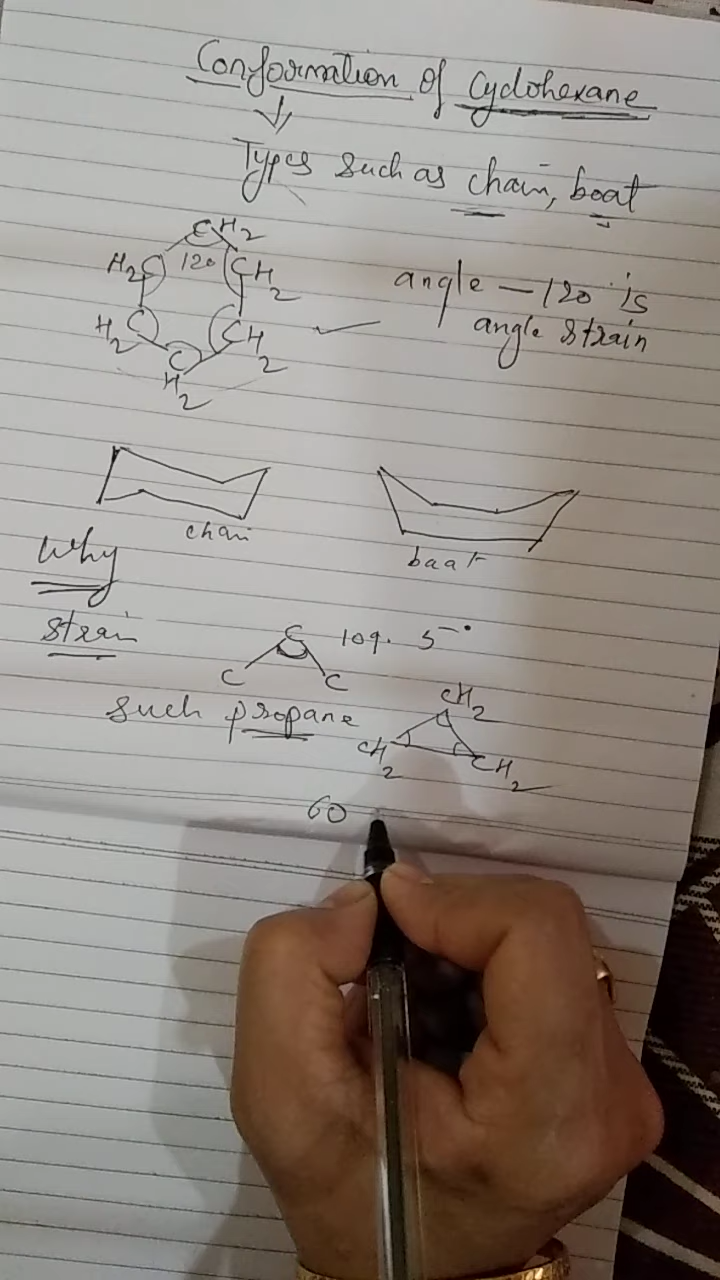 Conformation of Cyclohexane
Types such as chair, boat
CH2
H2C 120 CH2
angle - 120 is
angle strain
H2C CH2
C
H2
chair
boat
Why
strain
C 109.5°
C C
such propane
CH2
CH2 CH2
60